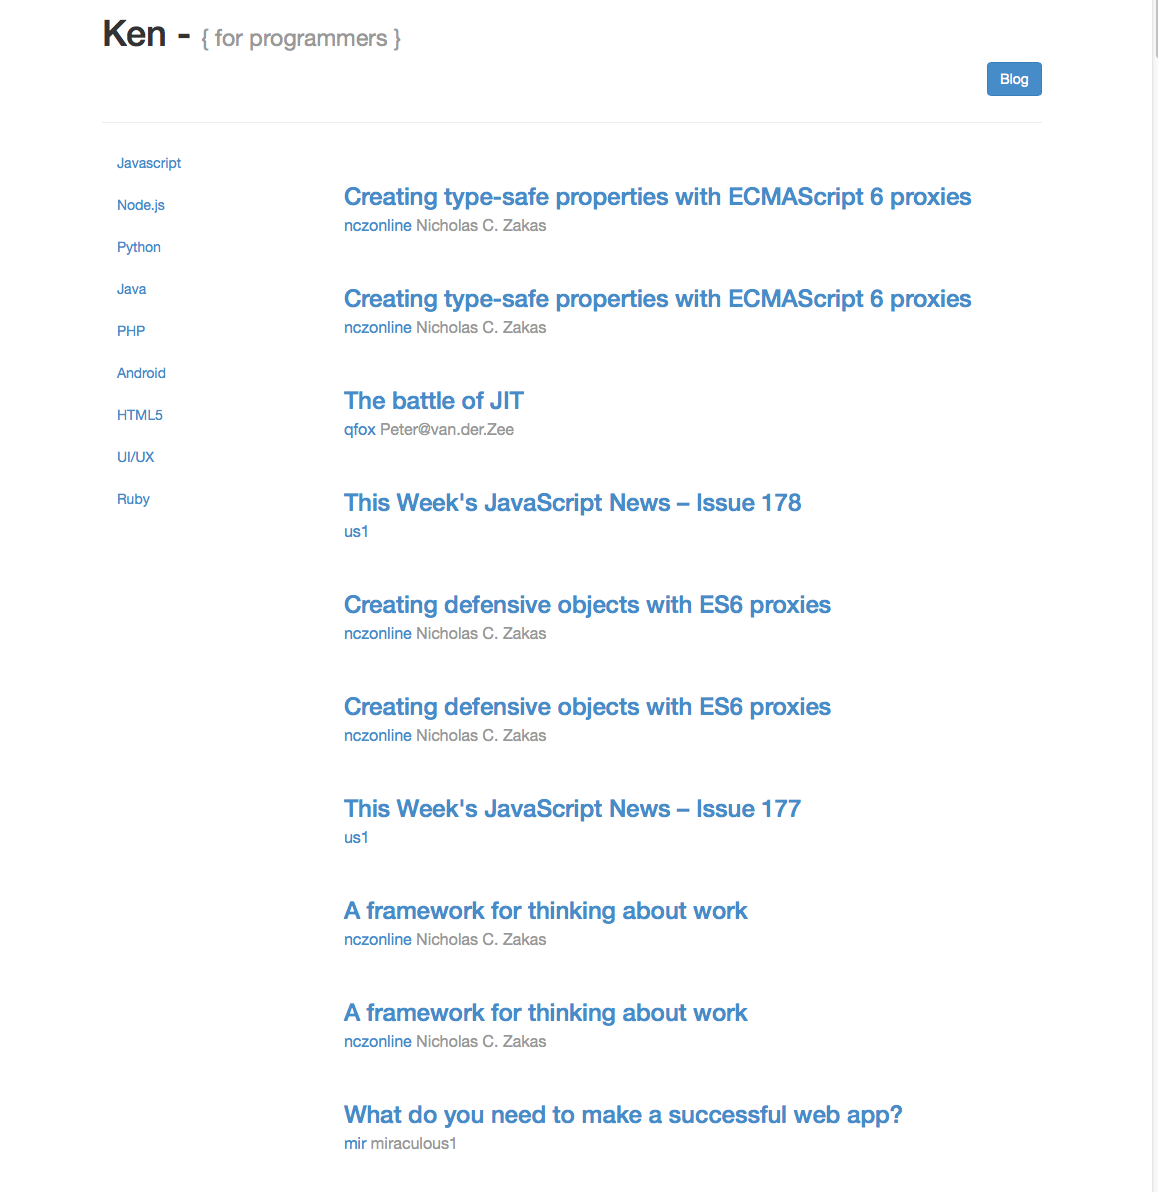 Ken - { for programmers }
Blog
Javascript
Node.js
Python
Java
PHP
Android
HTML5
UI/UX
Ruby
Creating type-safe properties with ECMAScript 6 proxies
nczonline Nicholas C. Zakas
Creating type-safe properties with ECMAScript 6 proxies
nczonline Nicholas C. Zakas
The battle of JIT
qfox Peter@van.der.Zee
This Week's JavaScript News – Issue 178
us1
Creating defensive objects with ES6 proxies
nczonline Nicholas C. Zakas
Creating defensive objects with ES6 proxies
nczonline Nicholas C. Zakas
This Week's JavaScript News – Issue 177
us1
A framework for thinking about work
nczonline Nicholas C. Zakas
A framework for thinking about work
nczonline Nicholas C. Zakas
What do you need to make a successful web app?
mir miraculous1